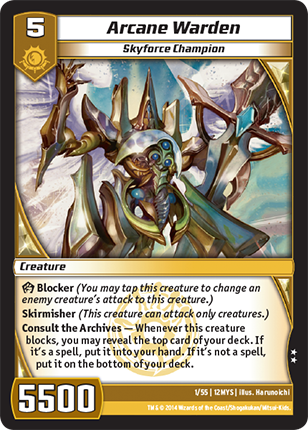 5
Arcane Warden
Skyforce Champion
Creature
Blocker (You may tap this creature to change an
enemy creature's attack to this creature.)
Skirmisher (This creature can attack only creatures.)
Consult the Archives — Whenever this creature
blocks, you may reveal the top card of your deck. If
it's a spell, put it into your hand. If it's not a spell,
put it on the bottom of your deck.
5500
1/55 | 12MYS | Illus. Harunoichi
TM & © 2014 Wizards of the Coast/Shogakukan/Mitsui-Kids.